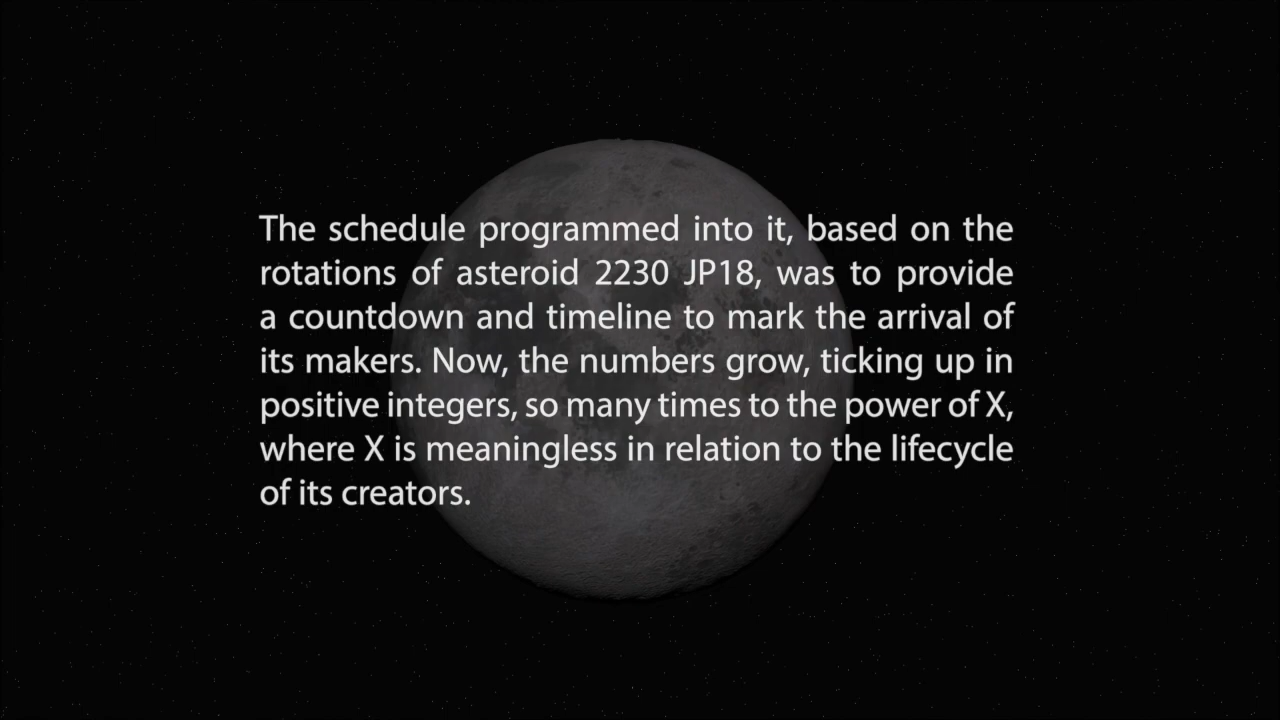 The schedule programmed into it, based on the
rotations of asteroid 2230 JP18, was to provide
a countdown and timeline to mark the arrival of
its makers. Now, the numbers grow, ticking up in
positive integers, so many times to the power of X,
where X is meaningless in relation to the lifecycle
of its creators.